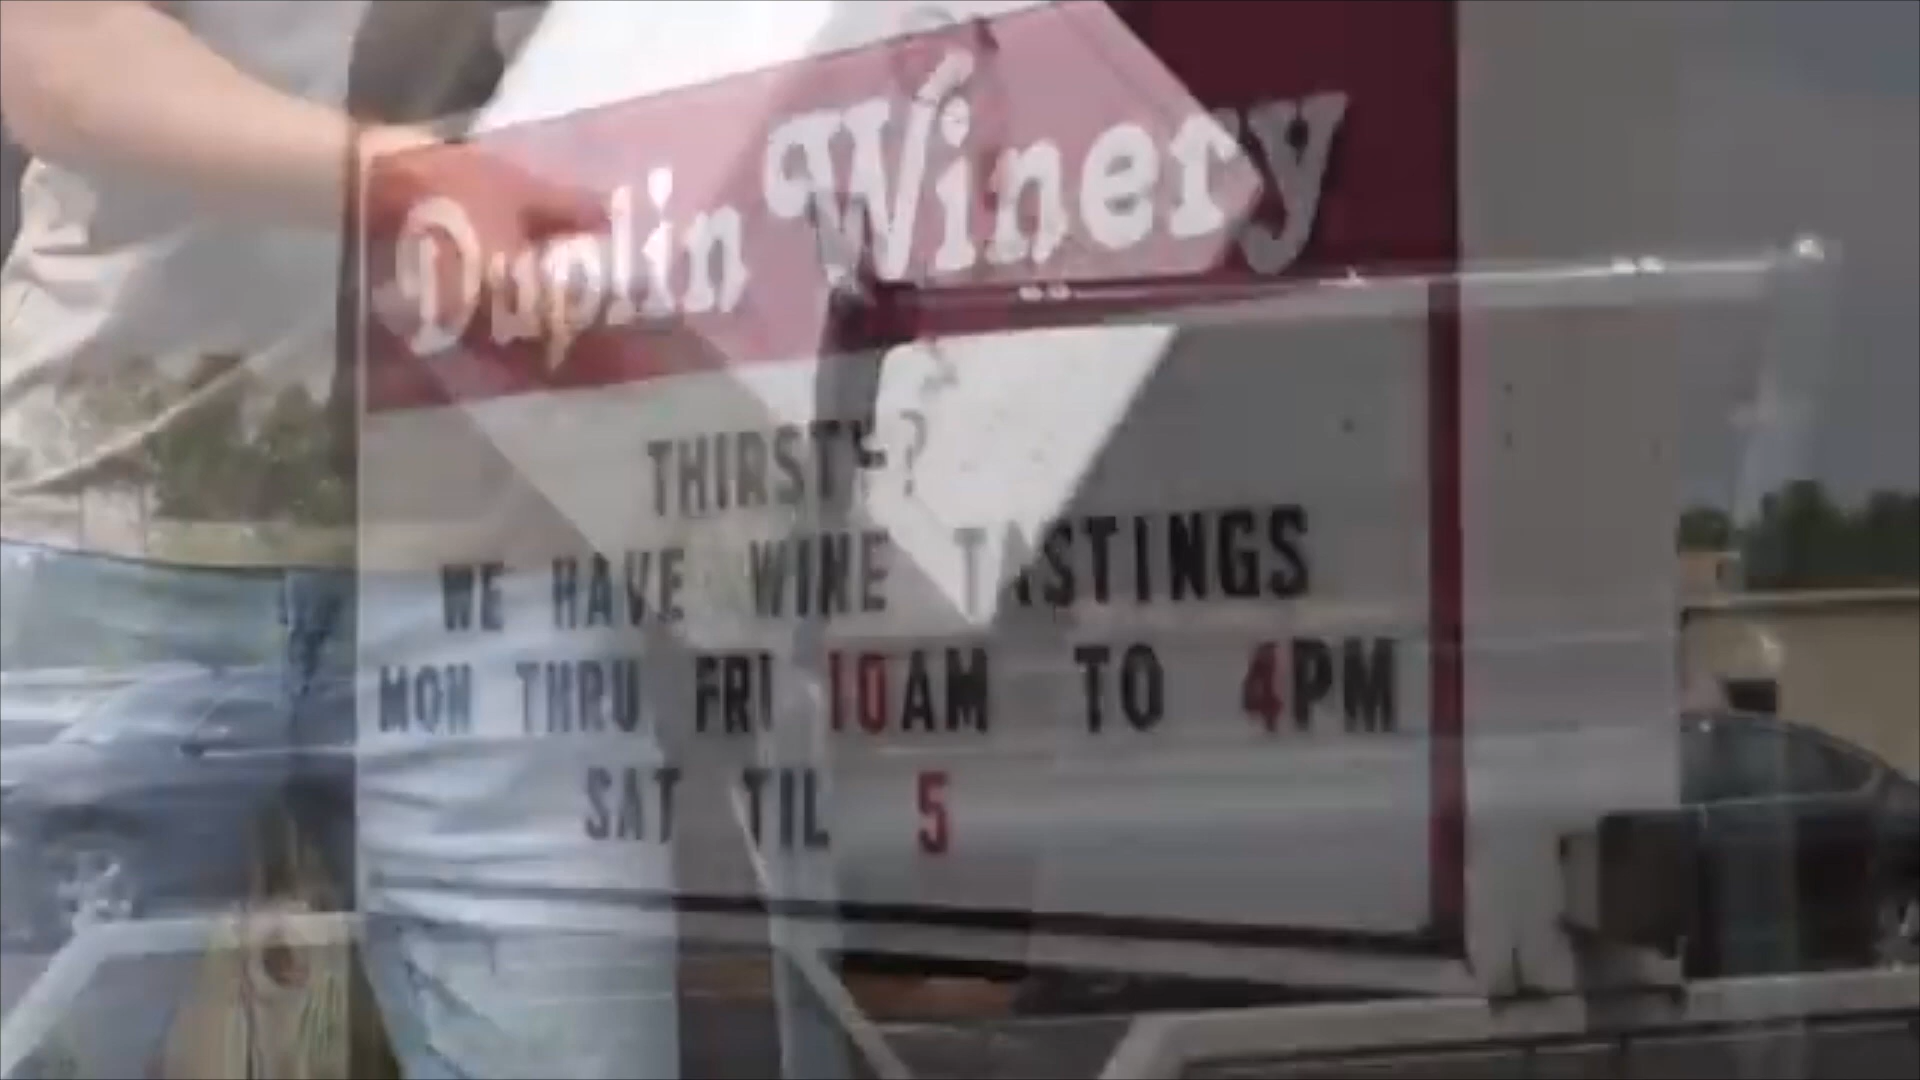 Duplin Winery
THIRSTY?
WE HAVE WINE TASTINGS
MON THRU FRI 10AM TO 4PM
SAT TIL 5